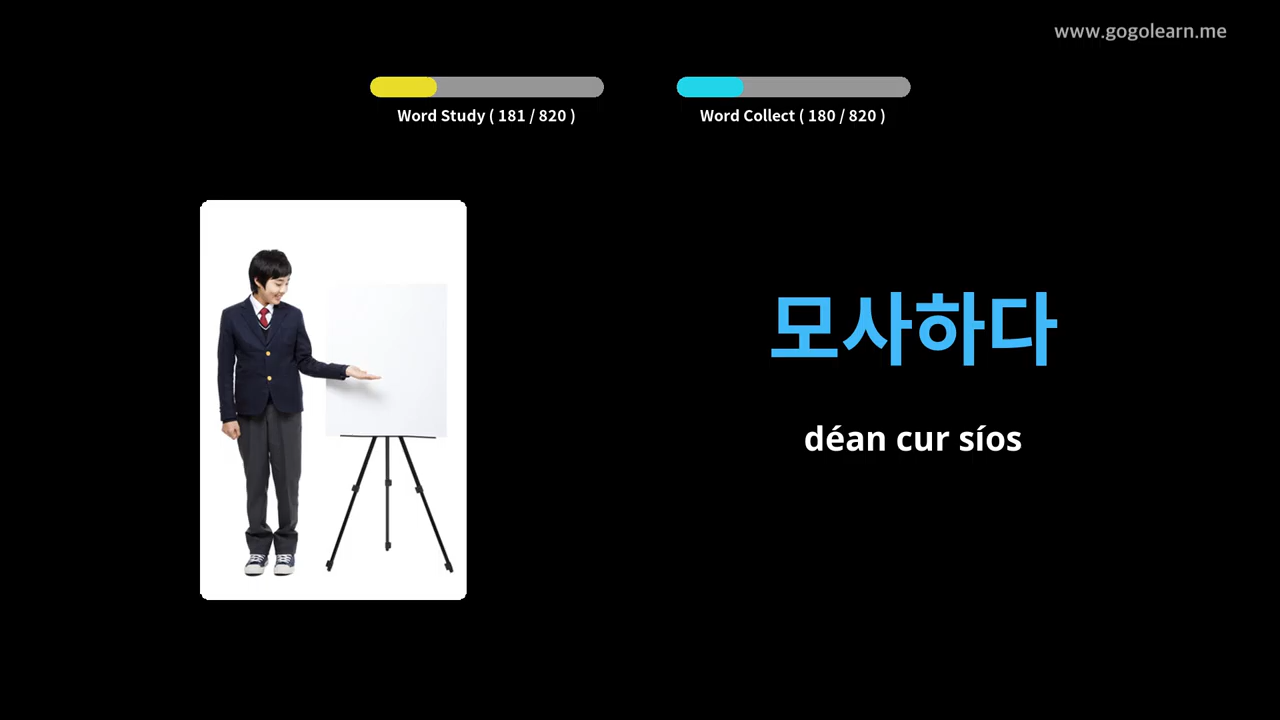 www.gogolearn.me
Word Study ( 181 / 820 )
Word Collect ( 180 / 820 )
모사하다
déan cur síos